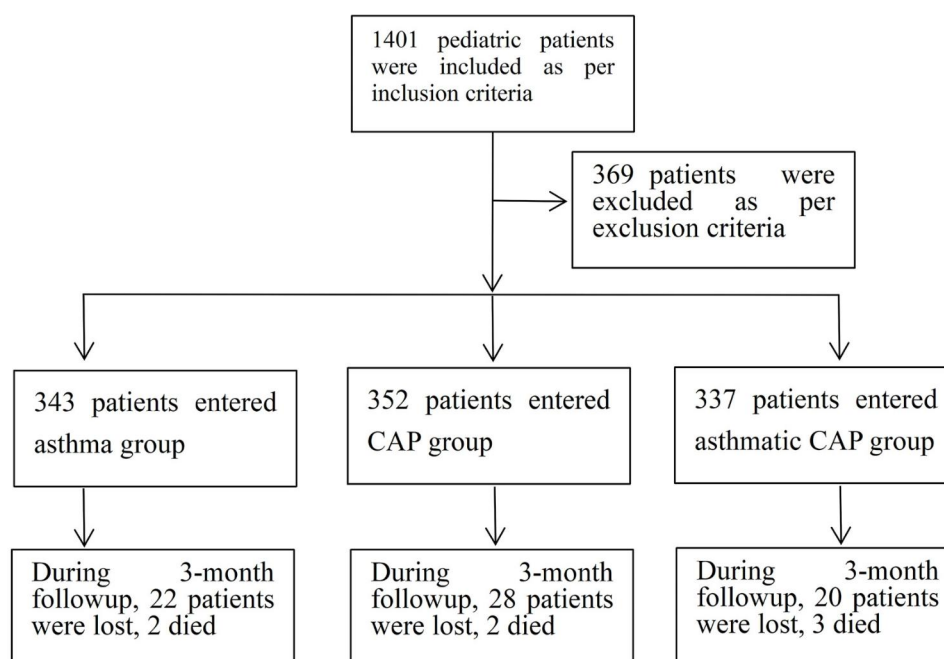 1401 pediatric patients
were included as per
inclusion criteria
369 patients were
excluded as per
exclusion criteria
343 patients entered
asthma group
352 patients entered
CAP group
337 patients entered
asthmatic CAP group
During 3-month
followup, 22 patients
were lost, 2 died
During 3-month
followup, 28 patients
were lost, 2 died
During 3-month
followup, 20 patients
were lost, 3 died